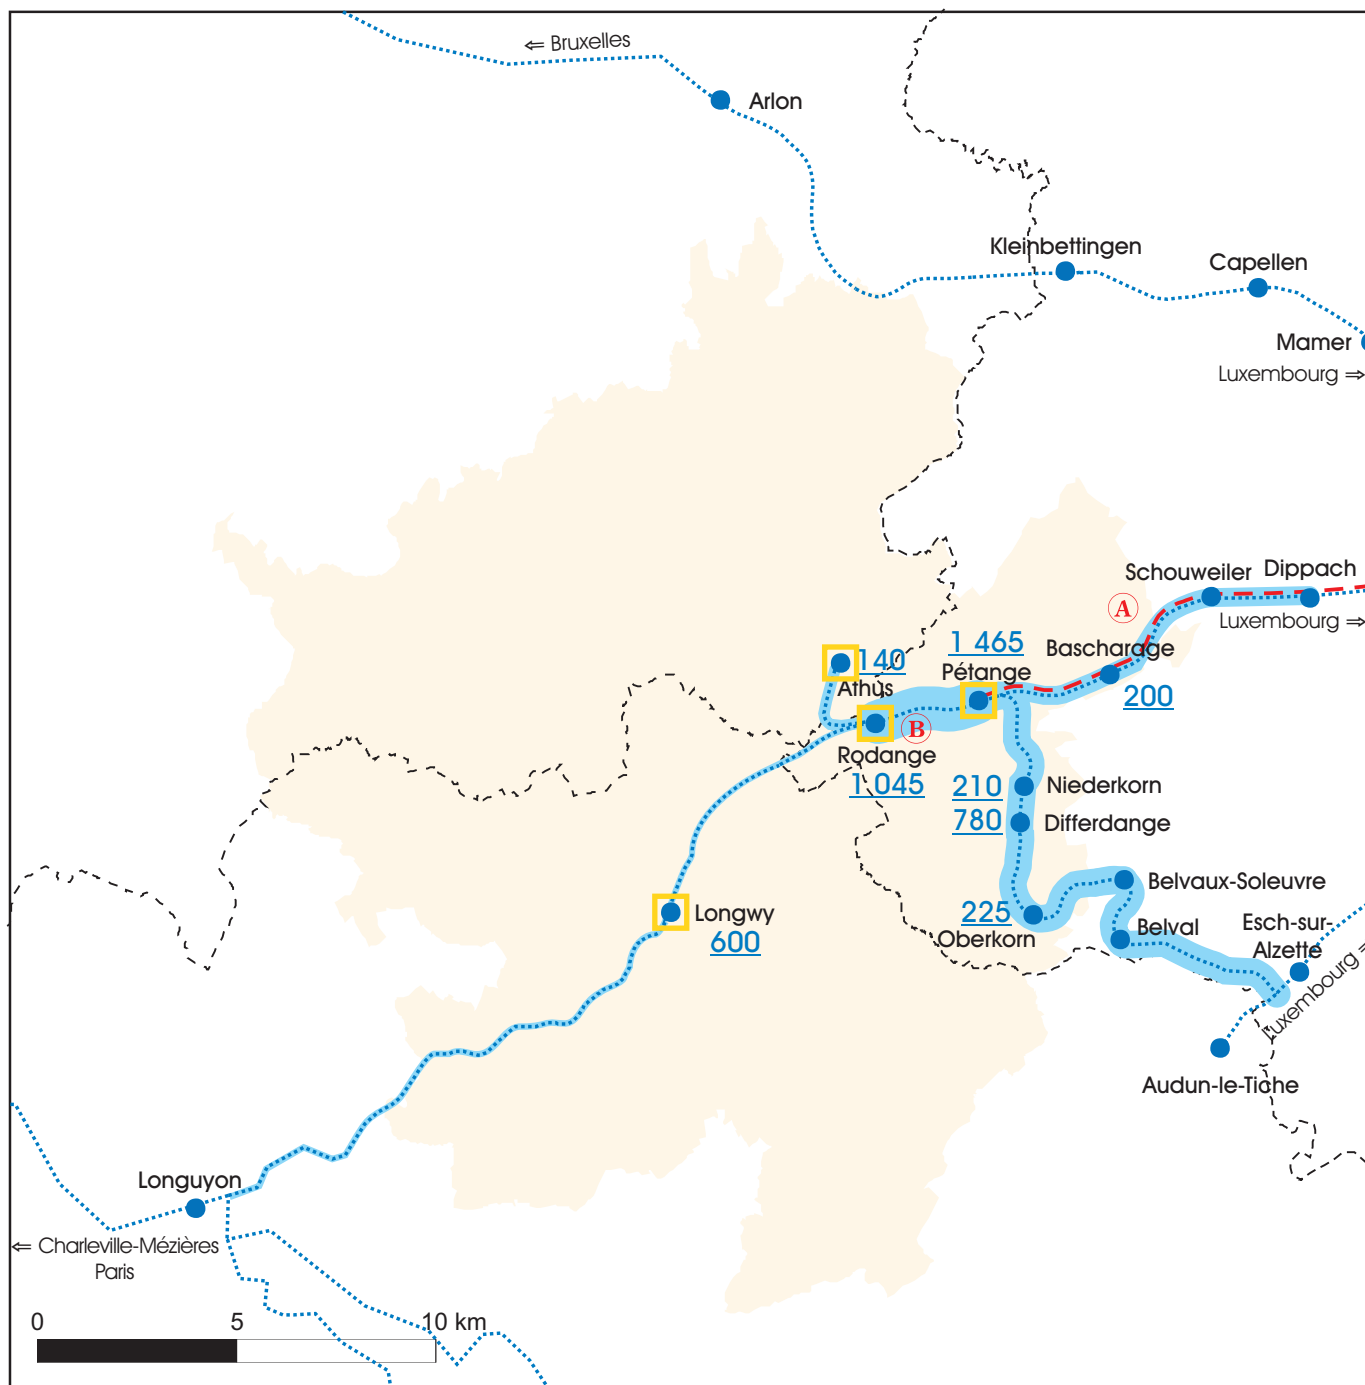 ⇐ Bruxelles
Arlon
Kleinbettingen
Capellen
Mamer
Luxembourg ⇒
Schouweiler
Dippach
A
Luxembourg ⇒
1 465
Bascharage
140
Pétange
Athus
200
B
Rodange
1 045
210
Niederkorn
780
Differdange
Belvaux-Soleuvre
225
Longwy
Oberkorn
Belval
Esch-sur-
Alzette
600
Luxembourg ⇒
Audun-le-Tiche
Longuyon
⇐ Charleville-Mézières
Paris
0 5 10 km